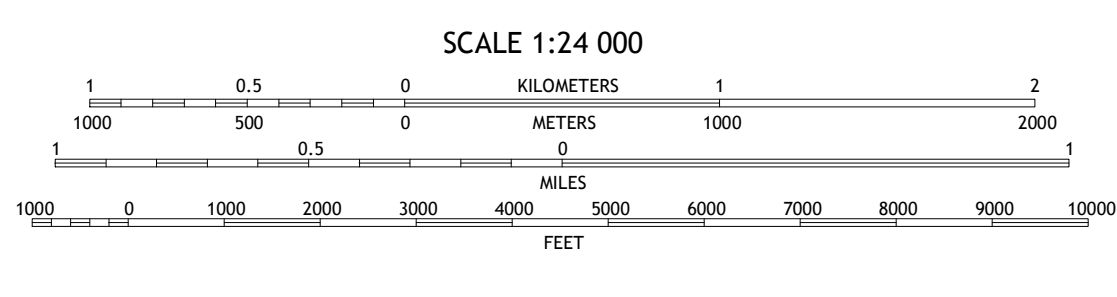 SCALE 1:24 000
1 0.5 0 KILOMETERS 1 2
1000 500 0 METERS 1000 2000
1 0.5 0 1
MILES
1000 0 1000 2000 3000 4000 5000 6000 7000 8000 9000 10000
FEET